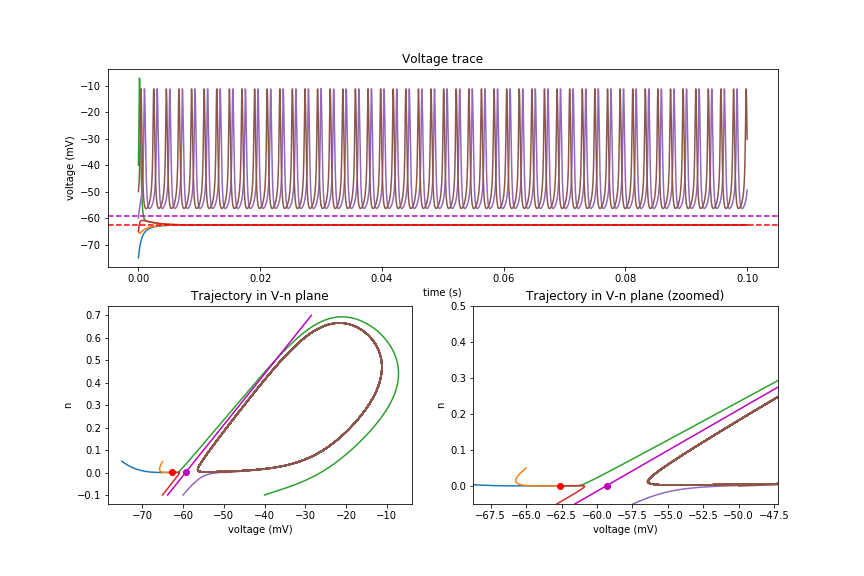 Voltage trace
voltage (mV)
−10
−20
−30
−40
−50
−60
−70
0.00 0.02 0.04 0.06 0.08 0.10
time (s)
Trajectory in V-n plane
n
0.7
0.6
0.5
0.4
0.3
0.2
0.1
0.0
−0.1
−70 −60 −50 −40 −30 −20 −10
voltage (mV)
Trajectory in V-n plane (zoomed)
n
0.5
0.4
0.3
0.2
0.1
0.0
−67.5 −65.0 −62.5 −60.0 −57.5 −55.0 −52.5 −50.0 −47.5
voltage (mV)